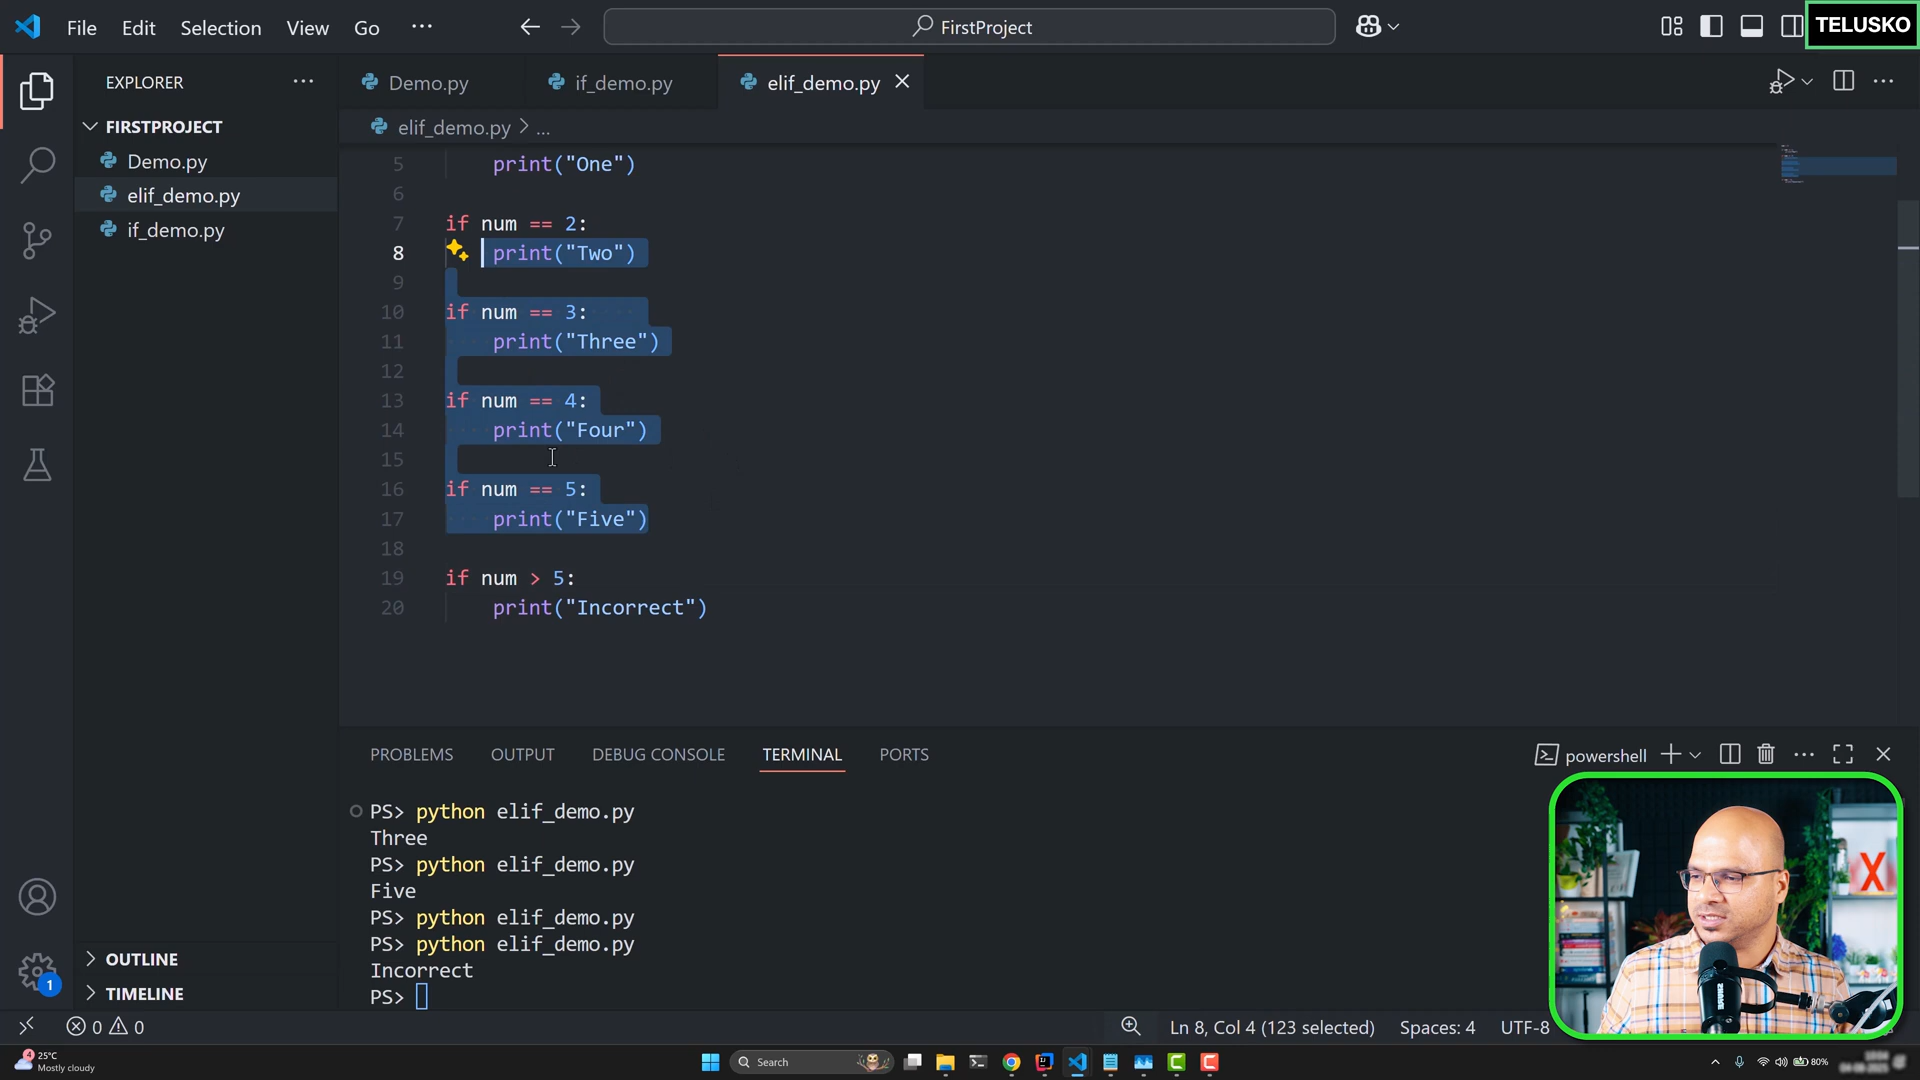 File Edit Selection View Go ··· FirstProject TELUSKO
EXPLORER ··· Demo.py if_demo.py elif_demo.py
FIRSTPROJECT elif_demo.py > ...
Demo.py
elif_demo.py
if_demo.py
5 print("One")
6
7 if num == 2:
8 print("Two")
9
10 if num == 3:
11 print("Three")
12
13 if num == 4:
14 print("Four")
15
16 if num == 5:
17 print("Five")
18
19 if num > 5:
20 print("Incorrect")
PROBLEMS OUTPUT DEBUG CONSOLE TERMINAL PORTS powershell
PS> python elif_demo.py
Three
PS> python elif_demo.py
Five
PS> python elif_demo.py
PS> python elif_demo.py
Incorrect
PS>
OUTLINE
TIMELINE
1
0 0 Ln 8, Col 4 (123 selected) Spaces: 4 UTF-8
4 25°C
Mostly cloudy
Search
80%